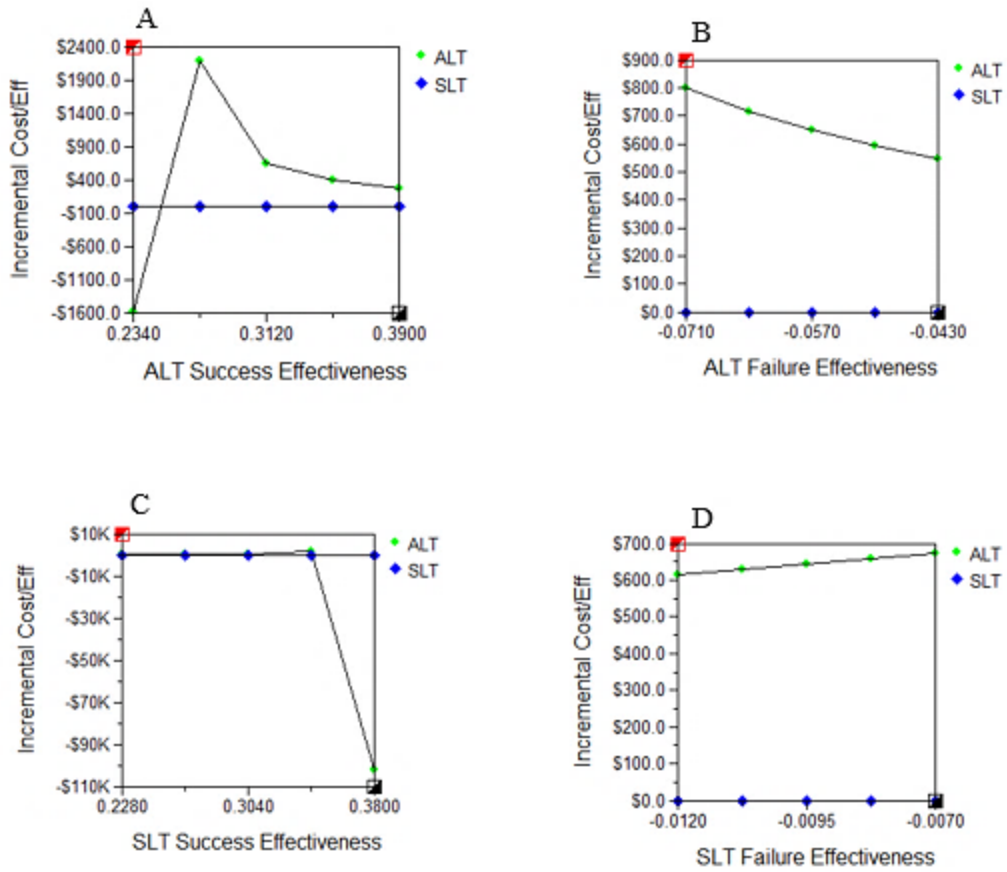 A
$2400.0
$1900.0
$1400.0
$900.0
$400.0
-$100.0
-$600.0
-$1100.0
-$1600.0
Incremental Cost/Eff
0.2340 0.3120 0.3900
ALT Success Effectiveness
ALT
SLT
B
$900.0
$800.0
$700.0
$600.0
$500.0
$400.0
$300.0
$200.0
$100.0
$0.0
Incremental Cost/Eff
-0.0710 -0.0570 -0.0430
ALT Failure Effectiveness
ALT
SLT
C
$10K
-$10K
-$30K
-$50K
-$70K
-$90K
-$110K
Incremental Cost/Eff
0.2280 0.3040 0.3800
SLT Success Effectiveness
ALT
SLT
D
$700.0
$600.0
$500.0
$400.0
$300.0
$200.0
$100.0
$0.0
Incremental Cost/Eff
-0.0120 -0.0095 -0.0070
SLT Failure Effectiveness
ALT
SLT